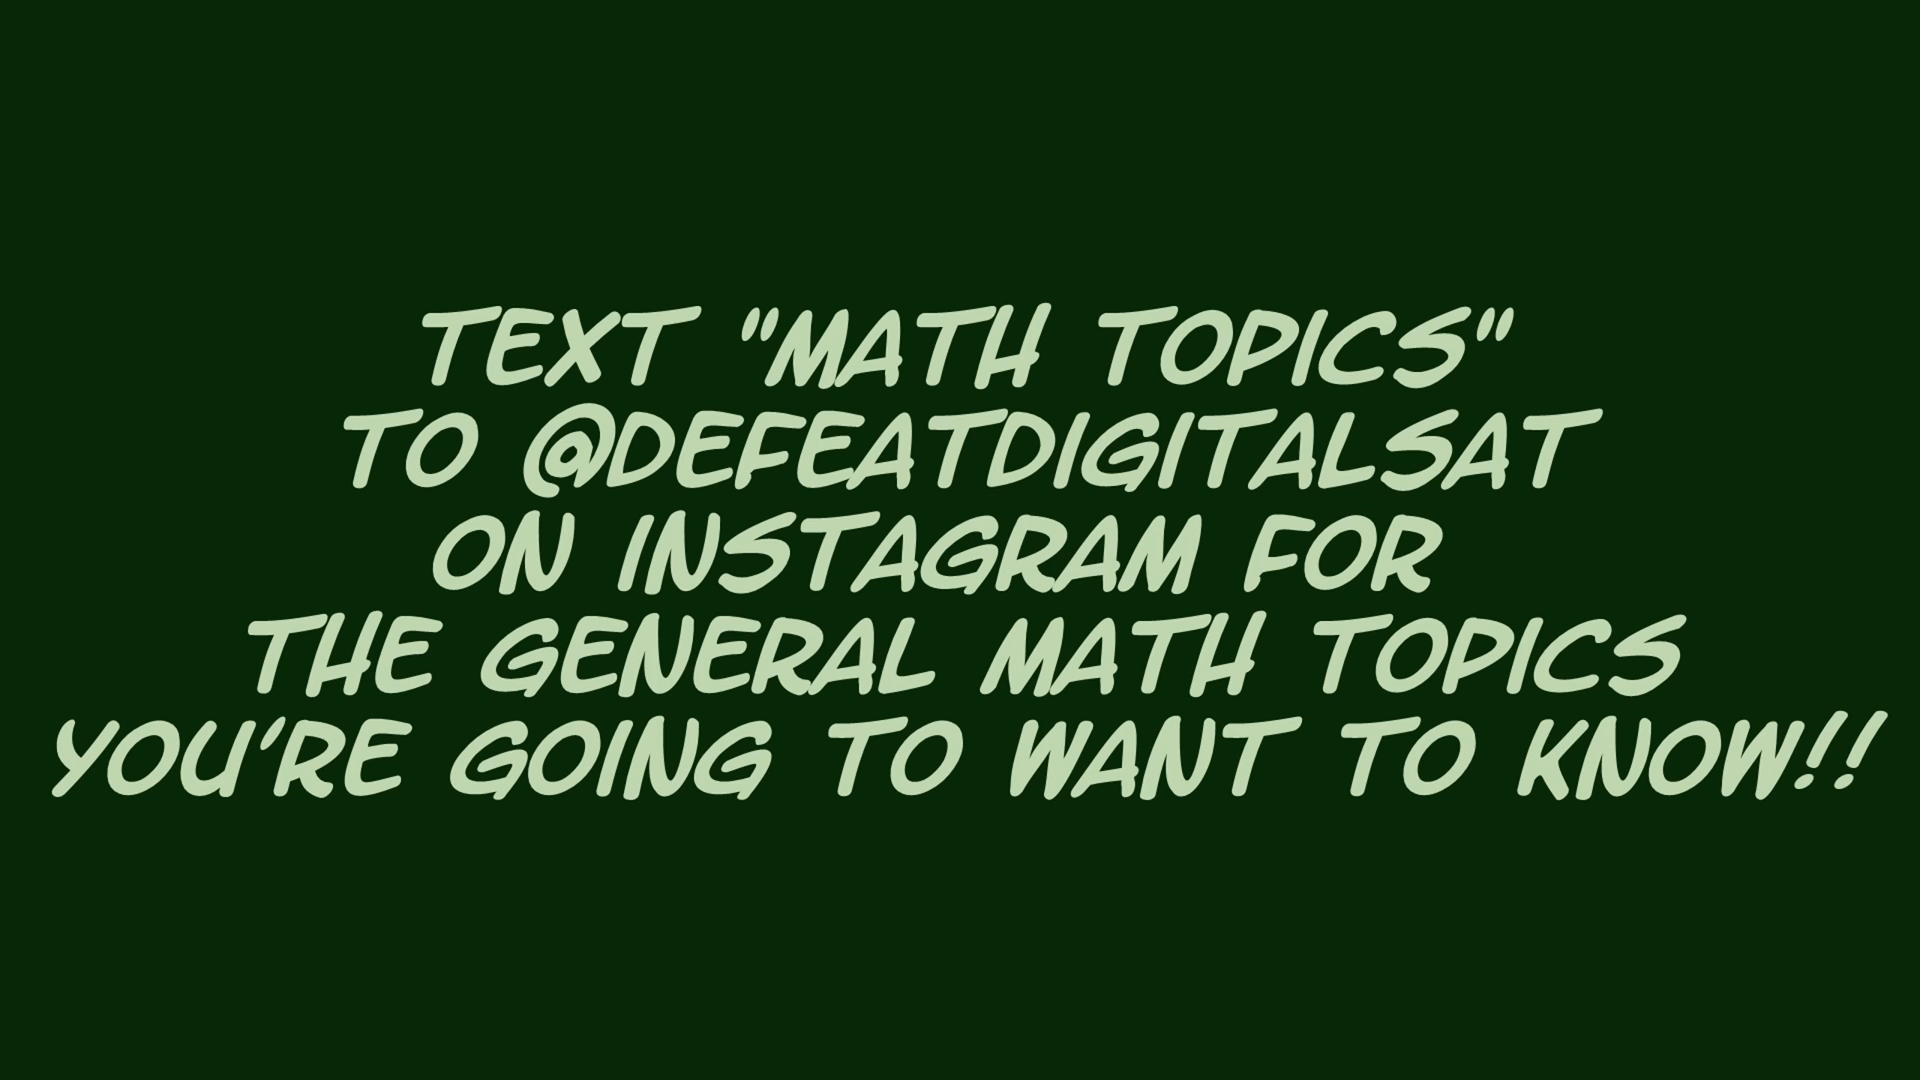 TEXT "MATH TOPICS"
TO @DEFEATDIGITALSAT
ON INSTAGRAM FOR
THE GENERAL MATH TOPICS
YOU'RE GOING TO WANT TO KNOW!!